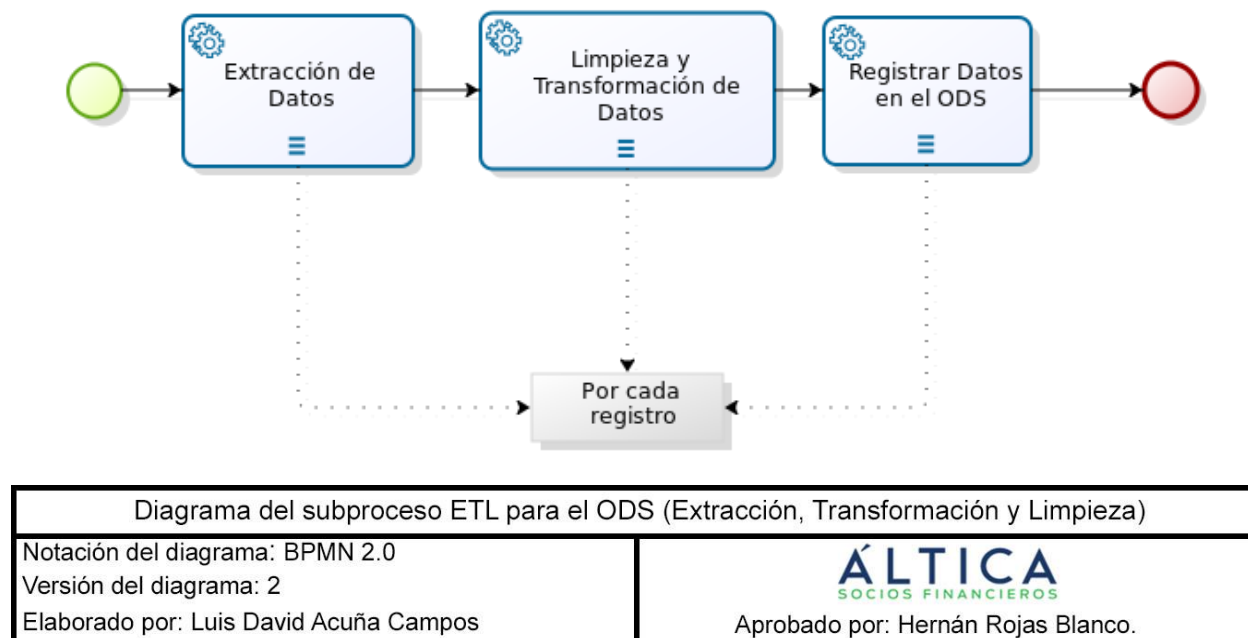 Extracción de
Datos
Limpieza y
Transformación de
Datos
Registrar Datos
en el ODS
Por cada
registro
Diagrama del subproceso ETL para el ODS (Extracción, Transformación y Limpieza)
Notación del diagrama: BPMN 2.0
Versión del diagrama: 2
Elaborado por: Luis David Acuña Campos
ÁLTICA
SOCIOS FINANCIEROS
Aprobado por: Hernán Rojas Blanco.